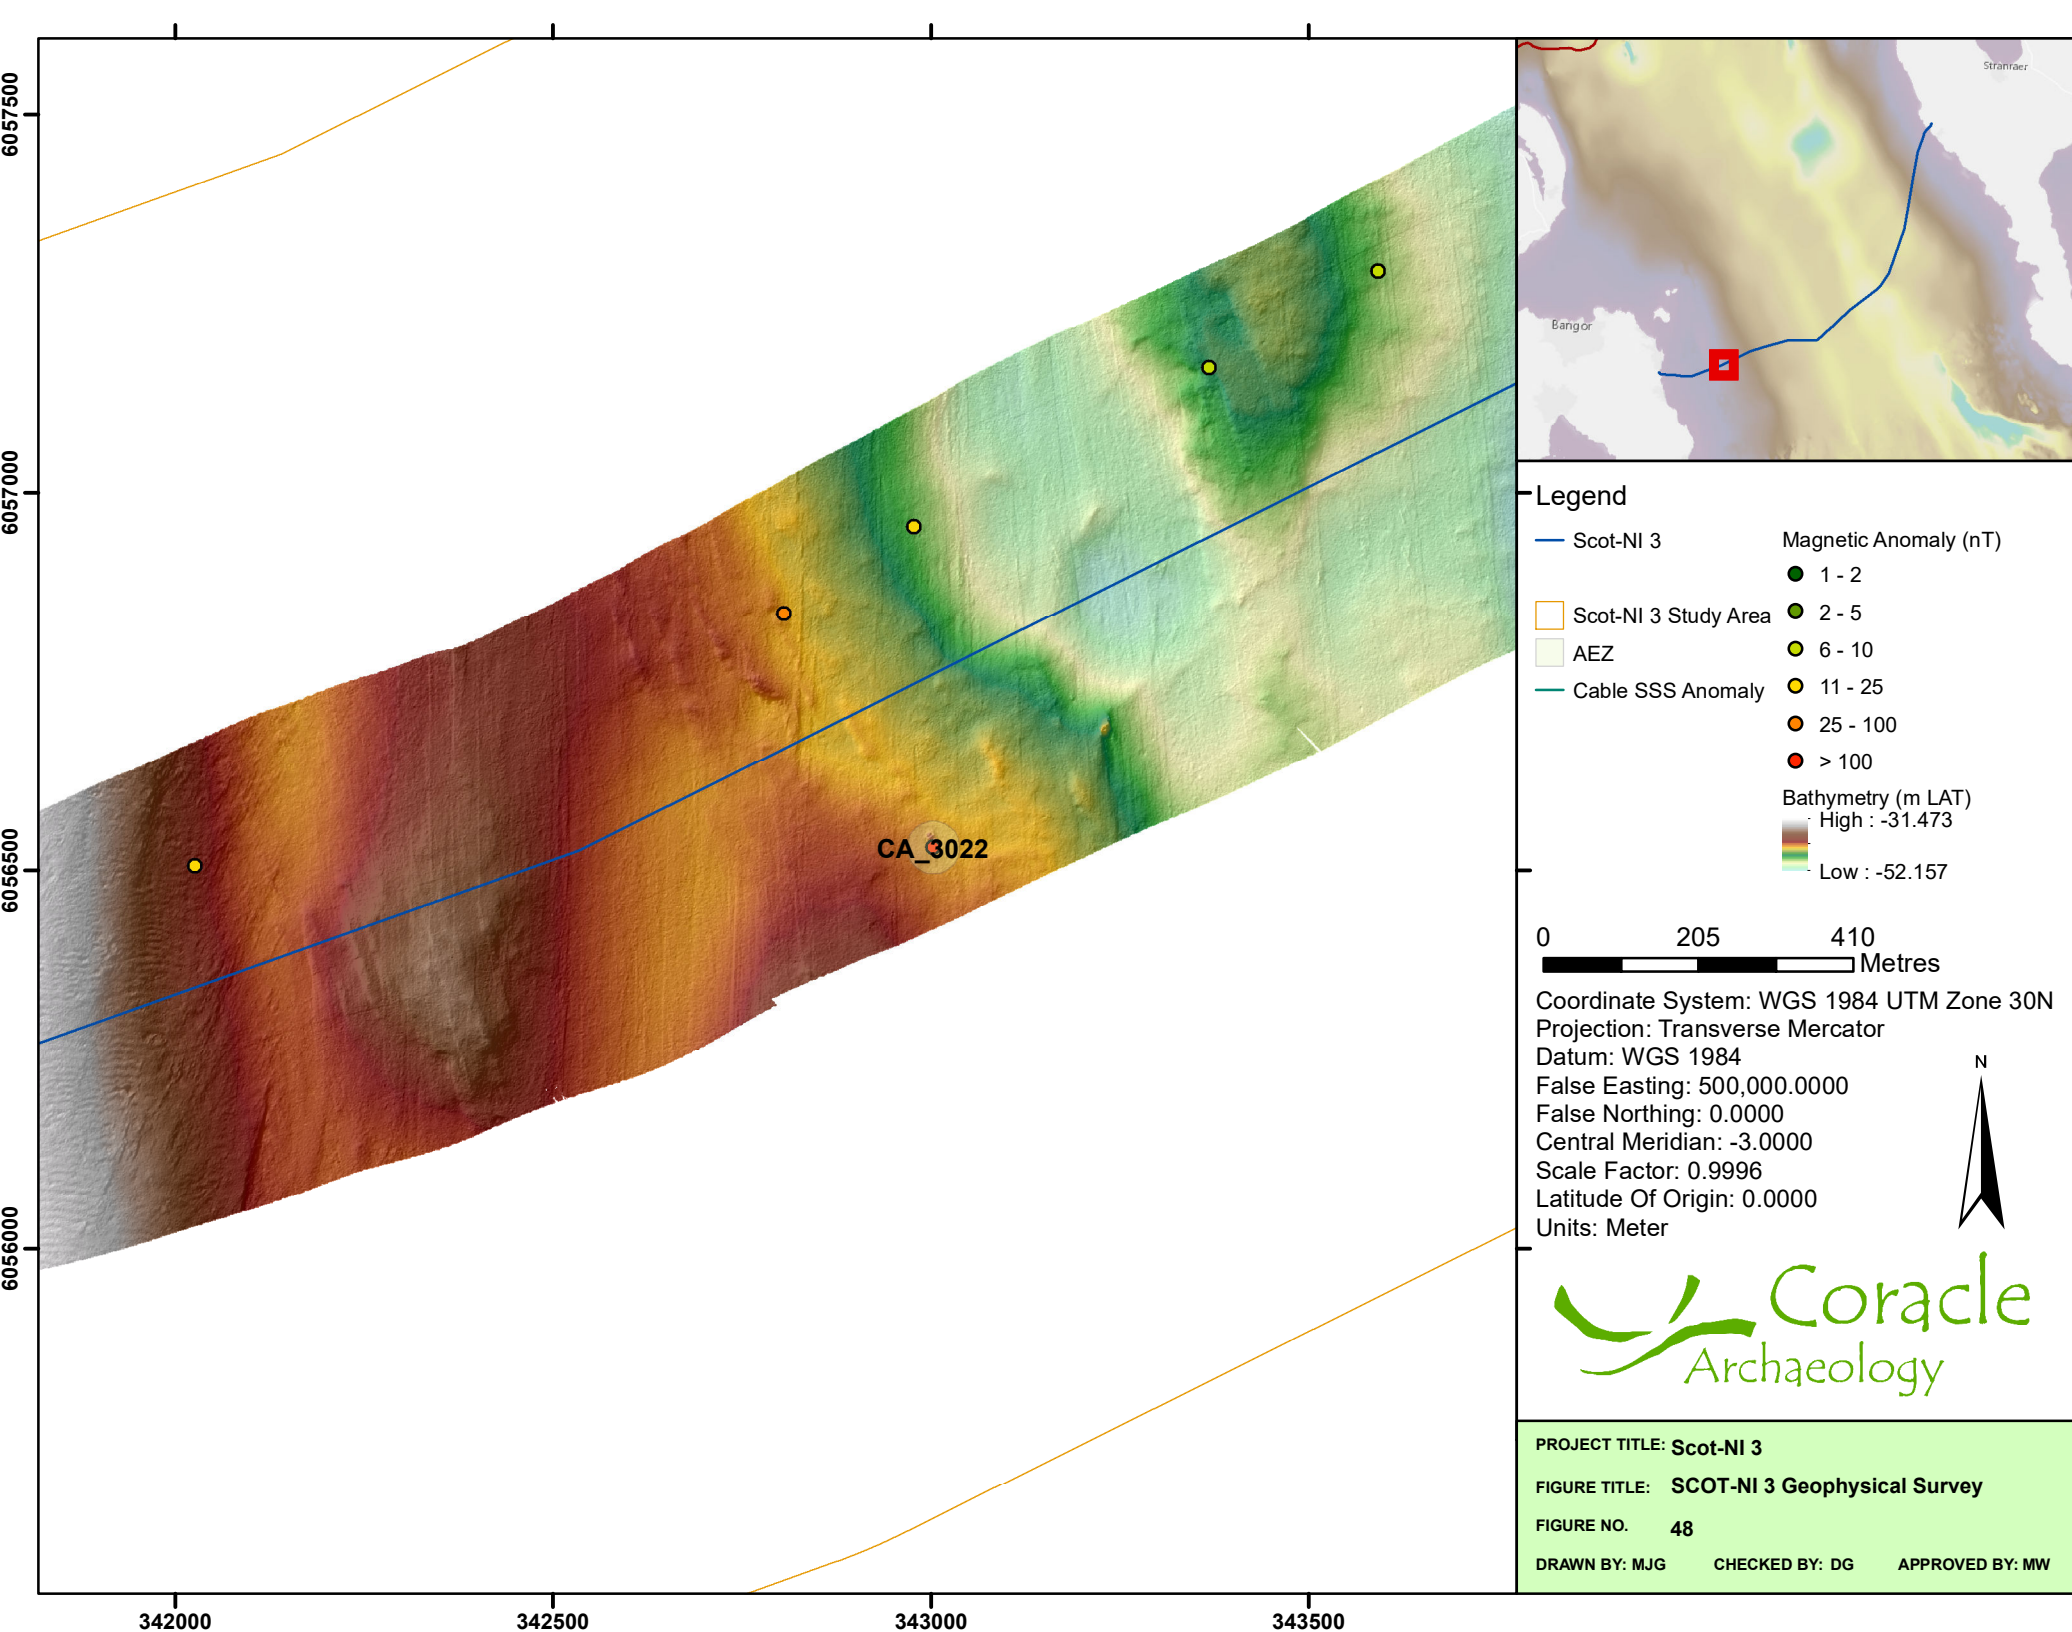 6057500
6057000
6056500
6056000
342000
342500
343000
343500
CA_3022
Stranraer
Bangor
Legend
Scot-NI 3
Scot-NI 3 Study Area
AEZ
Cable SSS Anomaly
Magnetic Anomaly (nT)
1 - 2
2 - 5
6 - 10
11 - 25
25 - 100
> 100
Bathymetry (m LAT)
High : -31.473
Low : -52.157
0 205 410
Metres
Coordinate System: WGS 1984 UTM Zone 30N
Projection: Transverse Mercator
Datum: WGS 1984
False Easting: 500,000.0000
False Northing: 0.0000
Central Meridian: -3.0000
Scale Factor: 0.9996
Latitude Of Origin: 0.0000
Units: Meter
N
Coracle
Archaeology
PROJECT TITLE: Scot-NI 3
FIGURE TITLE: SCOT-NI 3 Geophysical Survey
FIGURE NO. 48
DRAWN BY: MJG CHECKED BY: DG APPROVED BY: MW